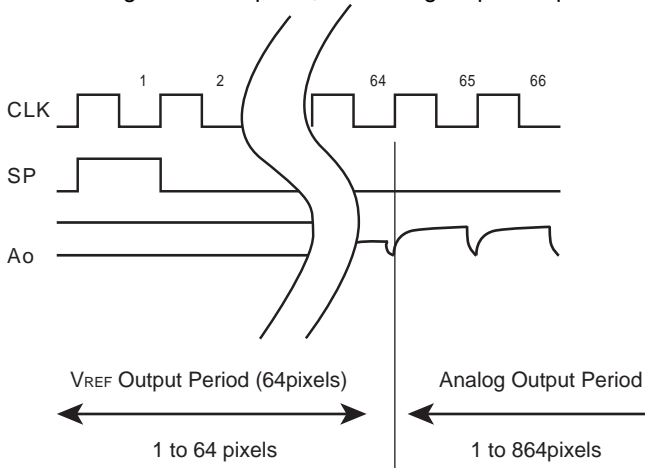 1 2 64 65 66
CLK
SP
Ao
VREF Output Period (64pixels) Analog Output Period
1 to 64 pixels 1 to 864pixels